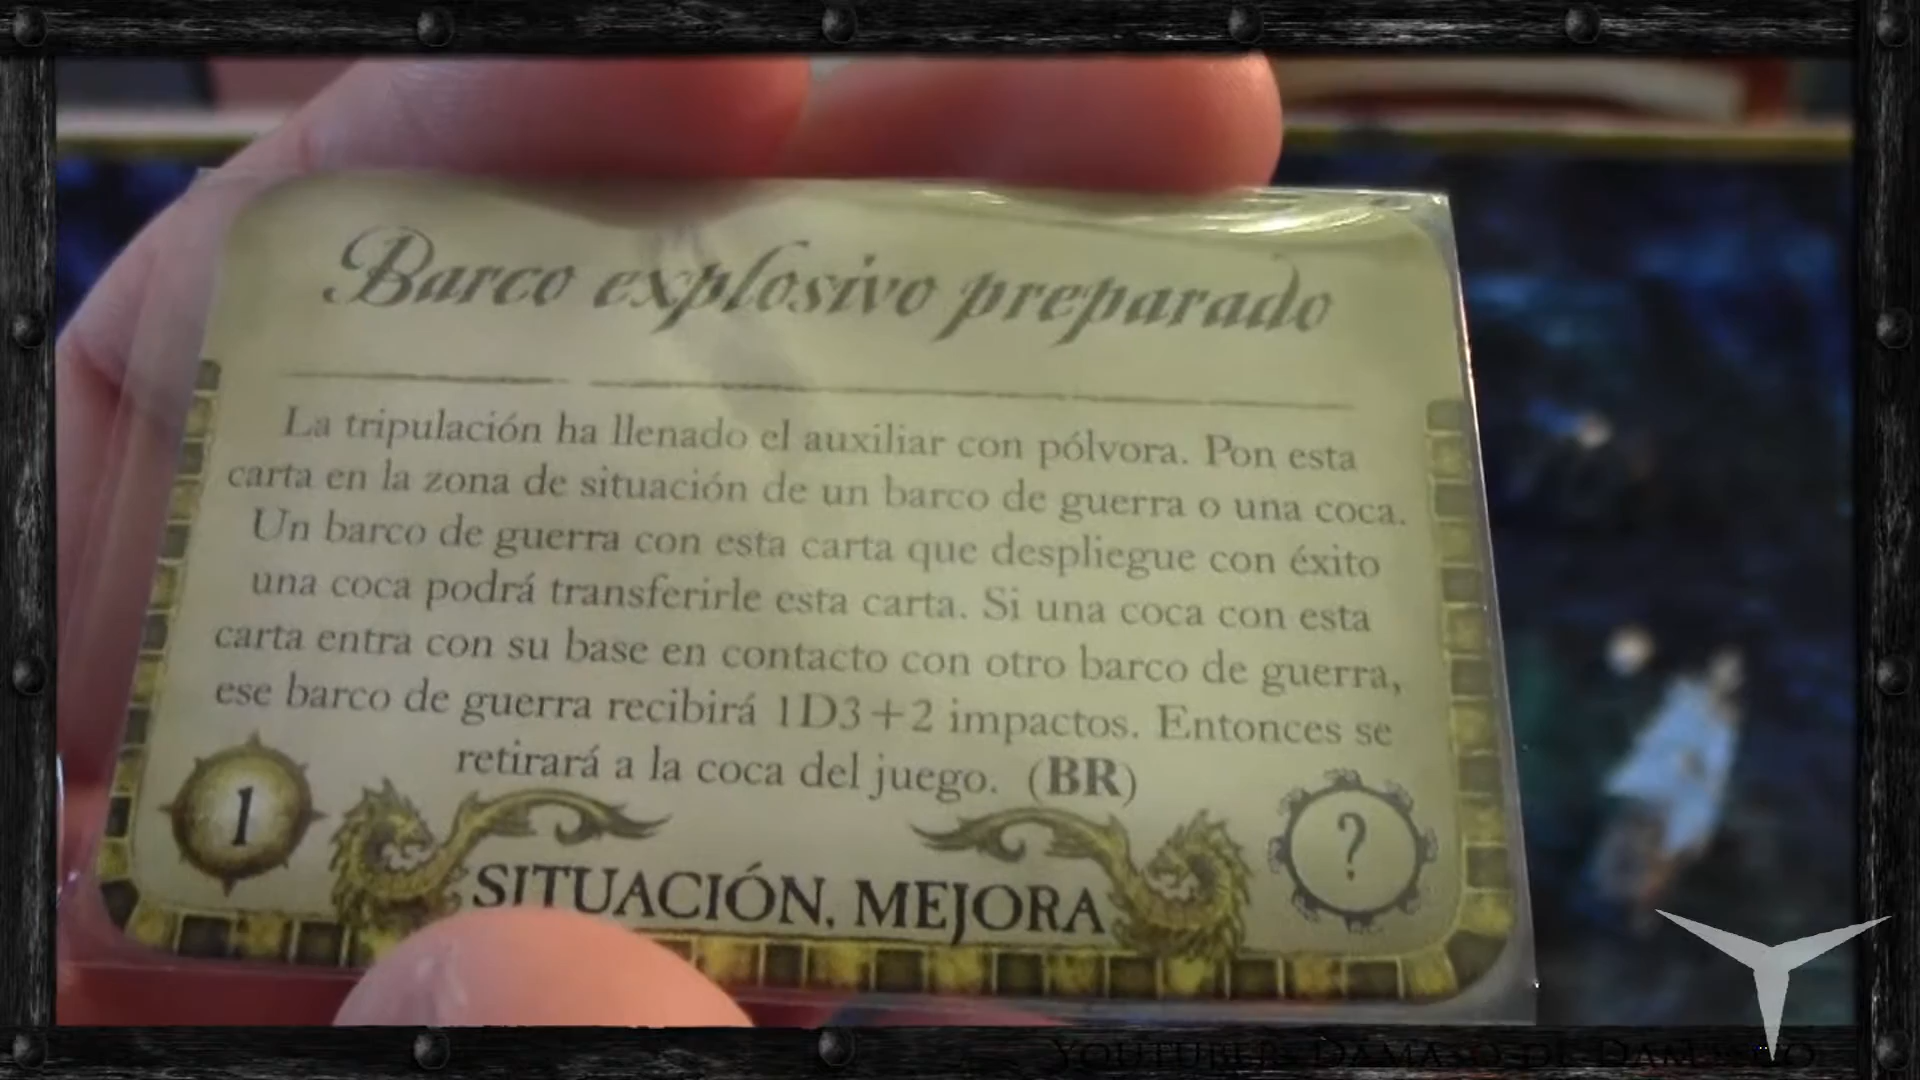 Barco explosivo preparado
La tripulación ha llenado el auxiliar con pólvora. Pon esta
carta en la zona de situación de un barco de guerra o una coca.
Un barco de guerra con esta carta que despliegue con éxito
una coca podrá transferirle esta carta. Si una coca con esta
carta entra con su base en contacto con otro barco de guerra,
ese barco de guerra recibirá 1D3+2 impactos. Entonces se
retirará a la coca del juego. (BR)
1
?
SITUACIÓN, MEJORA